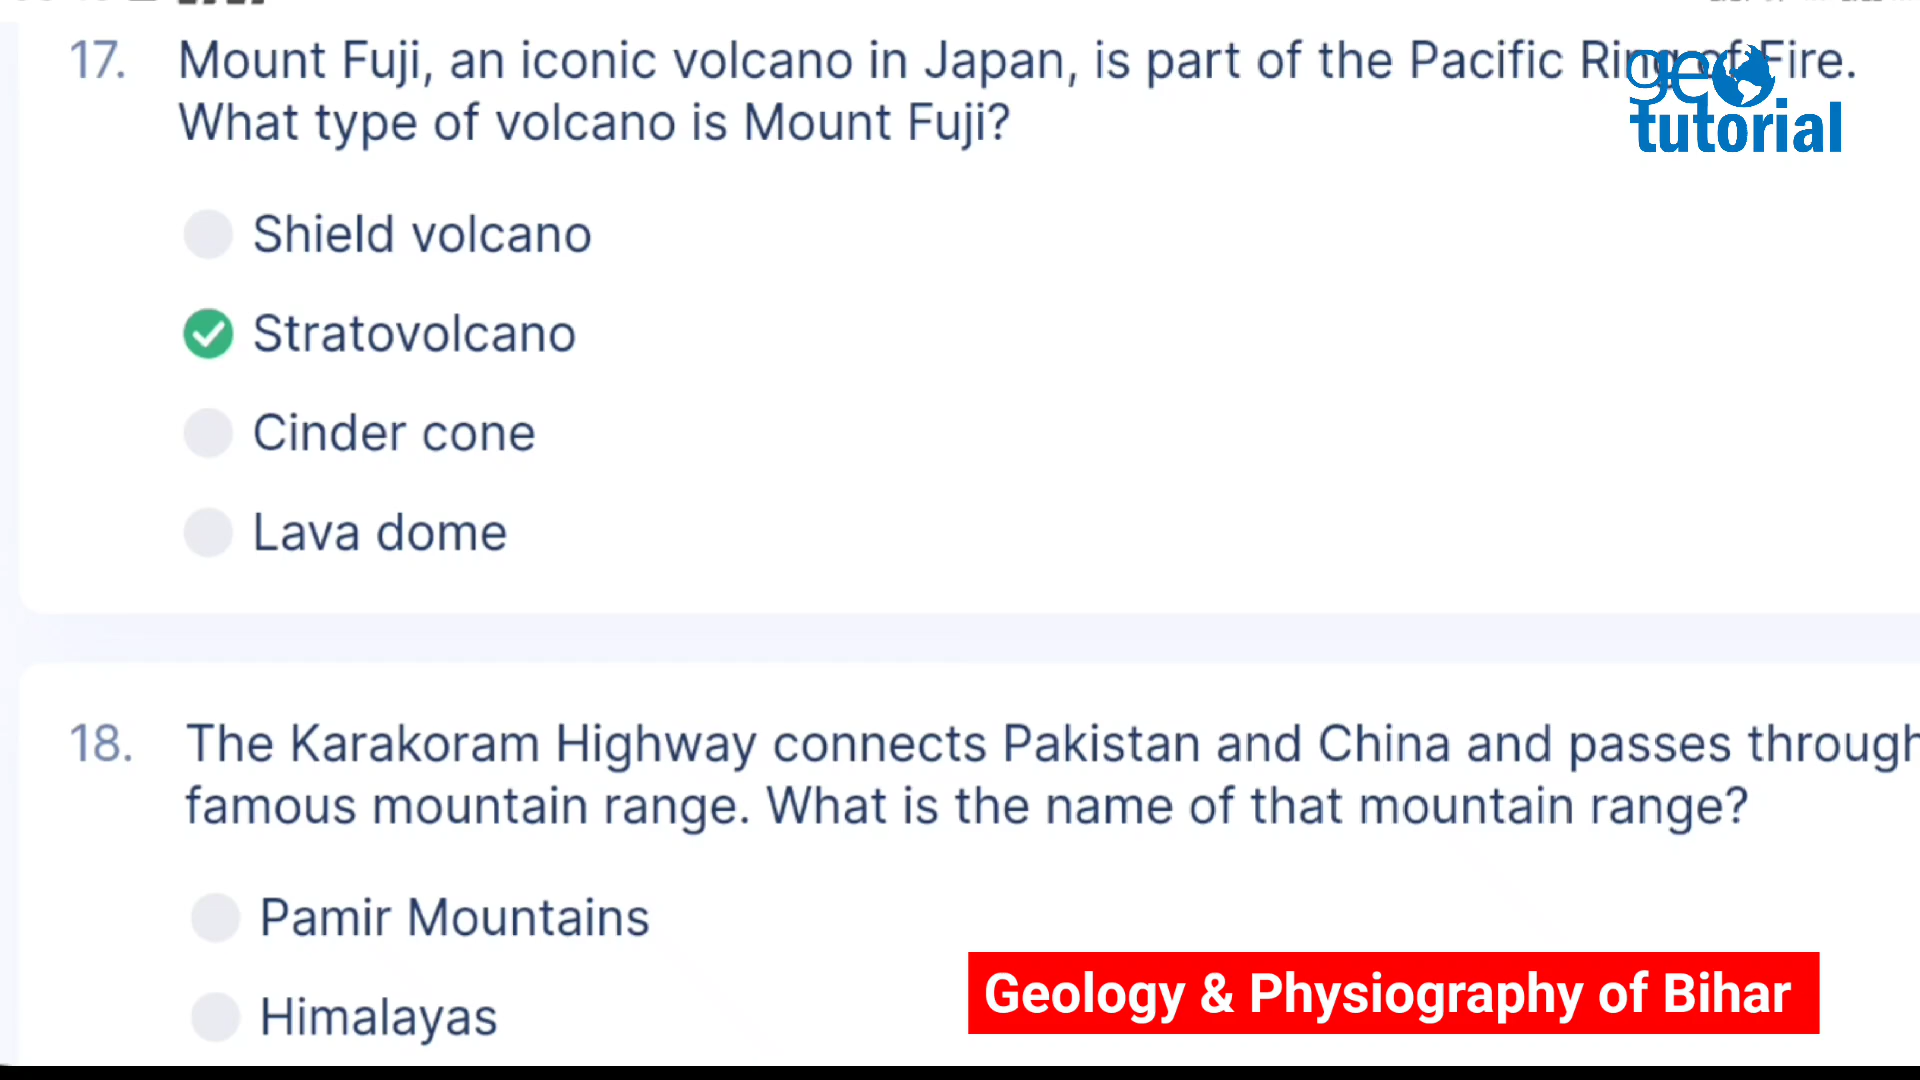 17. Mount Fuji, an iconic volcano in Japan, is part of the Pacific Ring of Fire.
What type of volcano is Mount Fuji?
geo
tutorial
Shield volcano
Stratovolcano
Cinder cone
Lava dome
18. The Karakoram Highway connects Pakistan and China and passes through
famous mountain range. What is the name of that mountain range?
Pamir Mountains
Himalayas
Geology & Physiography of Bihar